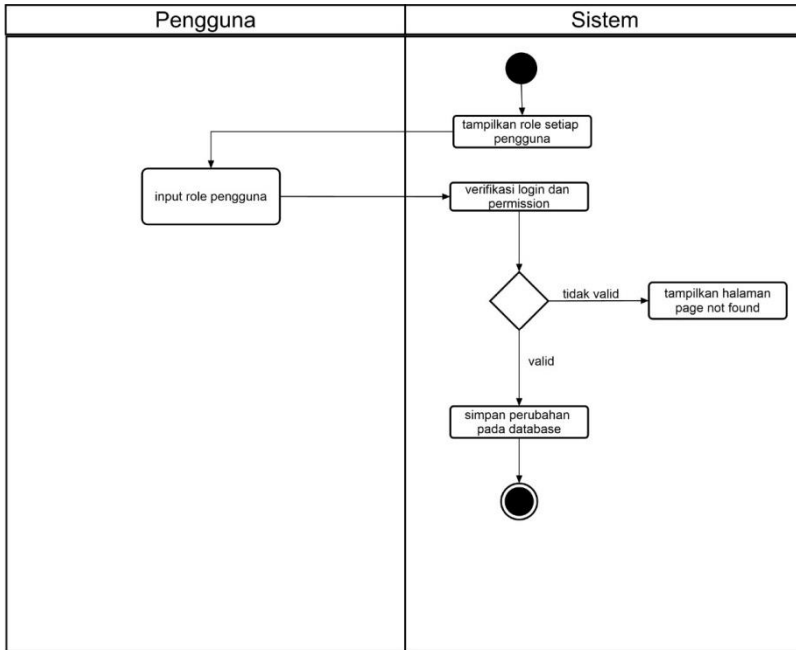 Pengguna
Sistem
tampilkan role setiap
pengguna
input role pengguna
verifikasi login dan
permission
tidak valid
tampilkan halaman
page not found
valid
simpan perubahan
pada database